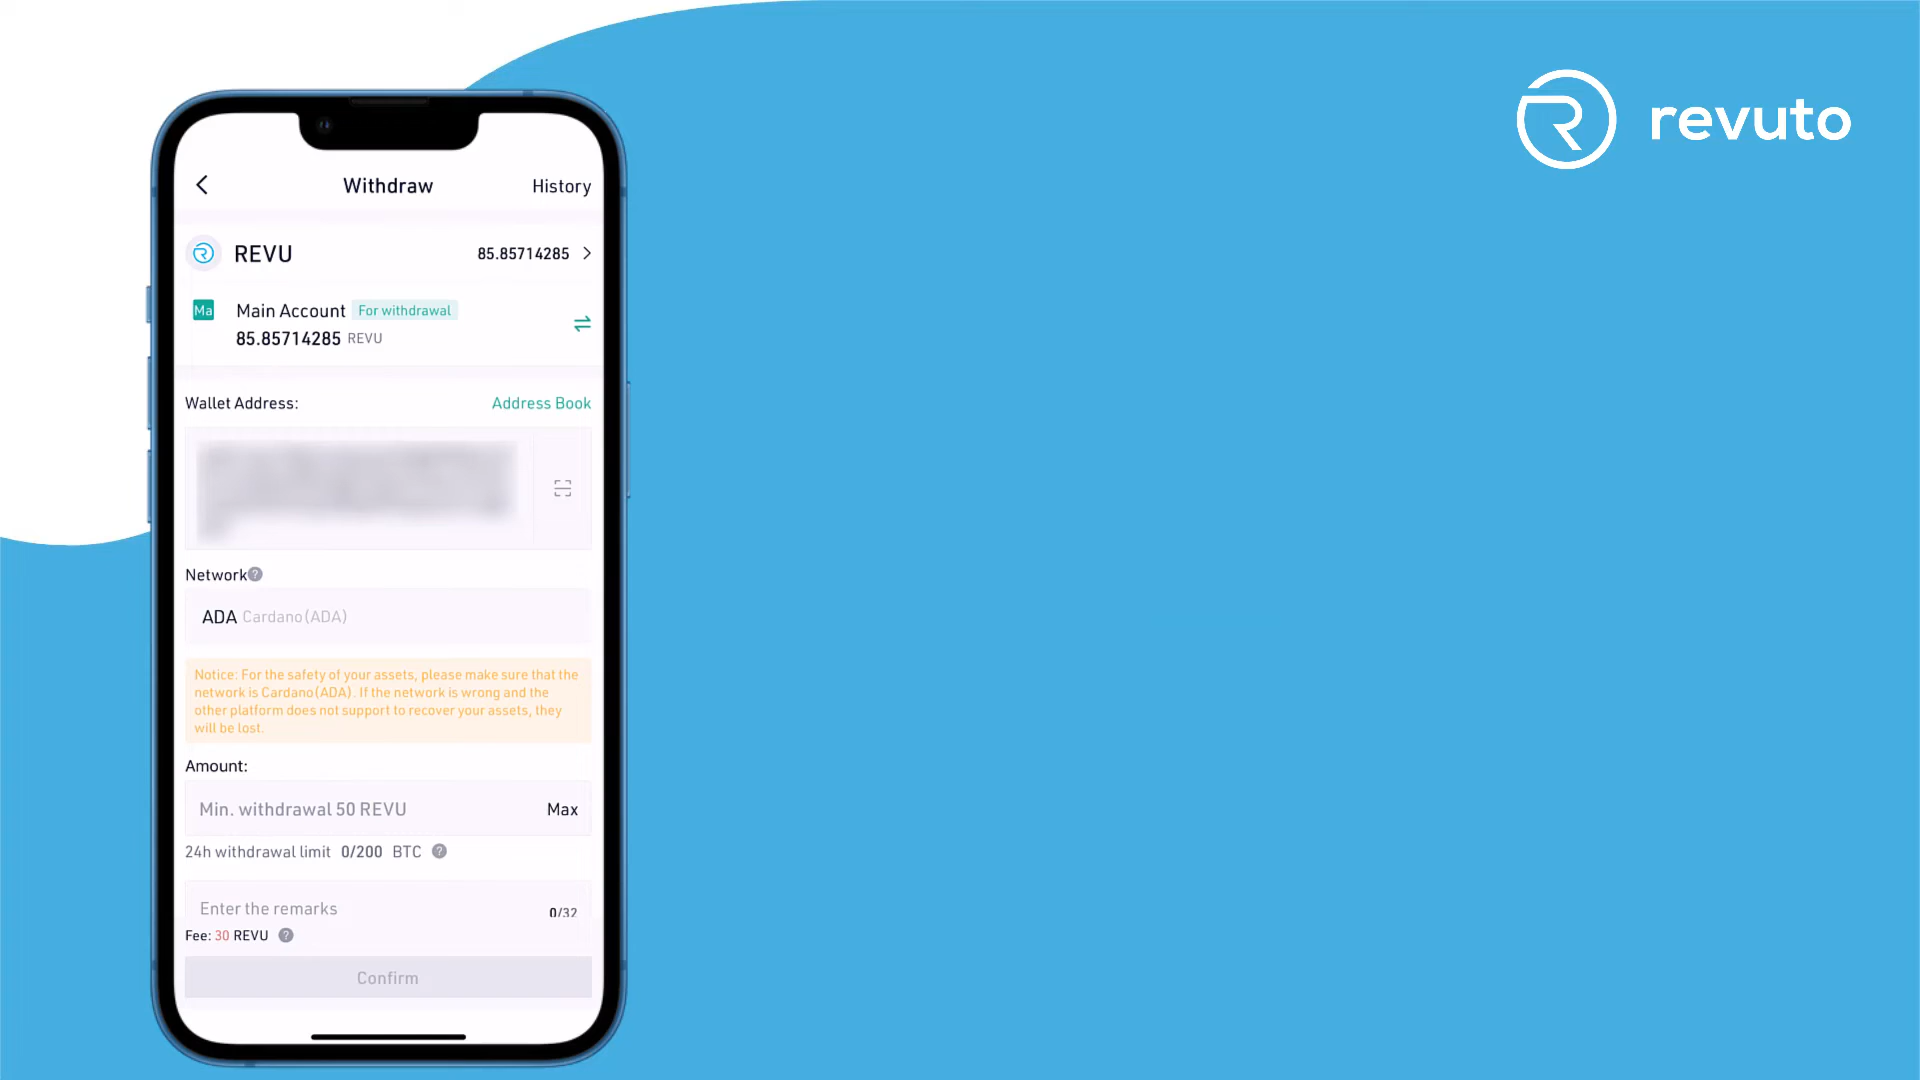 revuto
Withdraw
History
REVU
85.85714285
Ma
Main Account
For withdrawal
85.85714285 REVU
Wallet Address:
Address Book
Network
ADA Cardano(ADA)
Notice: For the safety of your assets, please make sure that the
network is Cardano(ADA). If the network is wrong and the
other platform does not support to recover your assets, they
will be lost.
Amount:
Min. withdrawal 50 REVU
Max
24h withdrawal limit 0/200 BTC ?
Enter the remarks
0/32
Fee: 30 REVU ?
Confirm